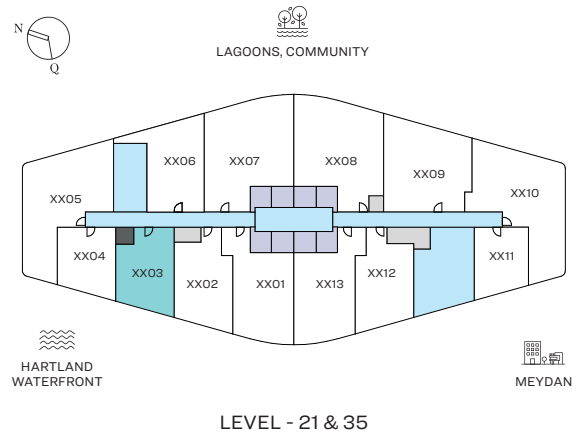 N
Q
LAGOONS, COMMUNITY
XX06
XX07
XX08
XX09
XX05
XX10
XX04
XX03
XX02
XX01
XX13
XX12
XX11
HARTLAND
WATERFRONT
MEYDAN
LEVEL - 21 & 35